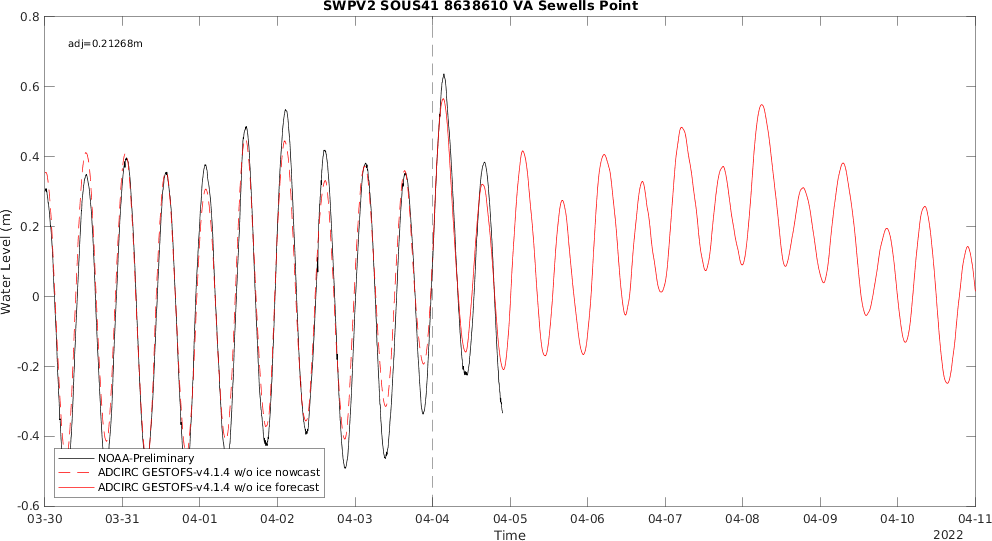 SWPV2 SOUS41 8638610 VA Sewells Point
adj=0.21268m
0.8
0.6
0.4
0.2
0
-0.2
-0.4
-0.6
Water Level (m)
NOAA-Preliminary
ADCIRC GESTOFS-v4.1.4 w/o ice nowcast
ADCIRC GESTOFS-v4.1.4 w/o ice forecast
03-30 03-31 04-01 04-02 04-03 04-04 04-05 04-06 04-07 04-08 04-09 04-10 04-11
Time
2022